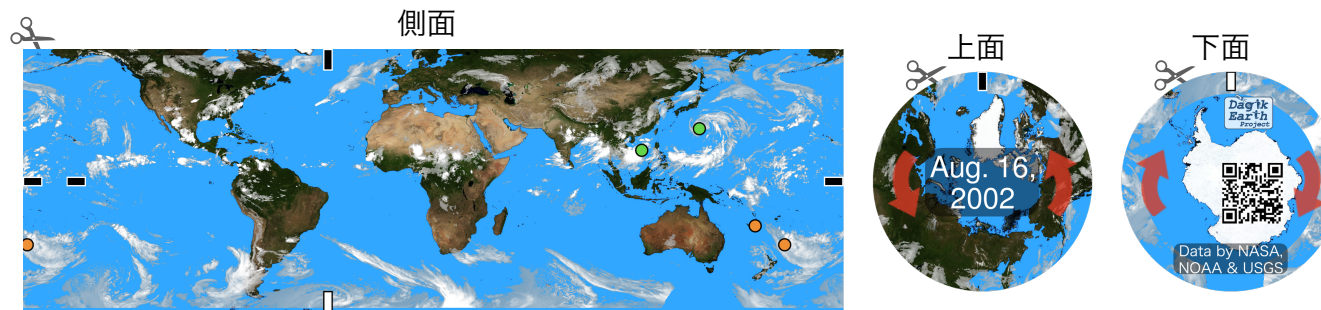 側面
上面
Aug. 16,
2002
下面
Dagik
Earth
Project
Data by NASA,
NOAA & USGS